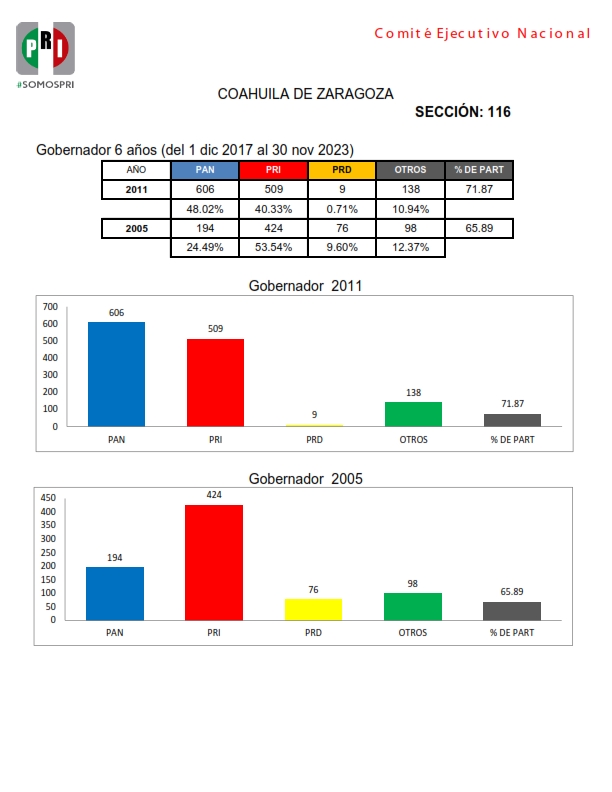 PRI
#SOMOSPRI
Comité Ejecutivo Nacional
COAHUILA DE ZARAGOZA
SECCIÓN: 116
Gobernador 6 años (del 1 dic 2017 al 30 nov 2023)
AÑO PAN PRI PRD OTROS % DE PART
2011 606 509 9 138 71.87
48.02% 40.33% 0.71% 10.94%
2005 194 424 76 98 65.89
24.49% 53.54% 9.60% 12.37%
Gobernador 2011
700
600
500
400
300
200
100
0
606
509
9
138
71.87
PAN PRI PRD OTROS % DE PART
Gobernador 2005
450
400
350
300
250
200
150
100
50
0
194
424
76
98
65.89
PAN PRI PRD OTROS % DE PART